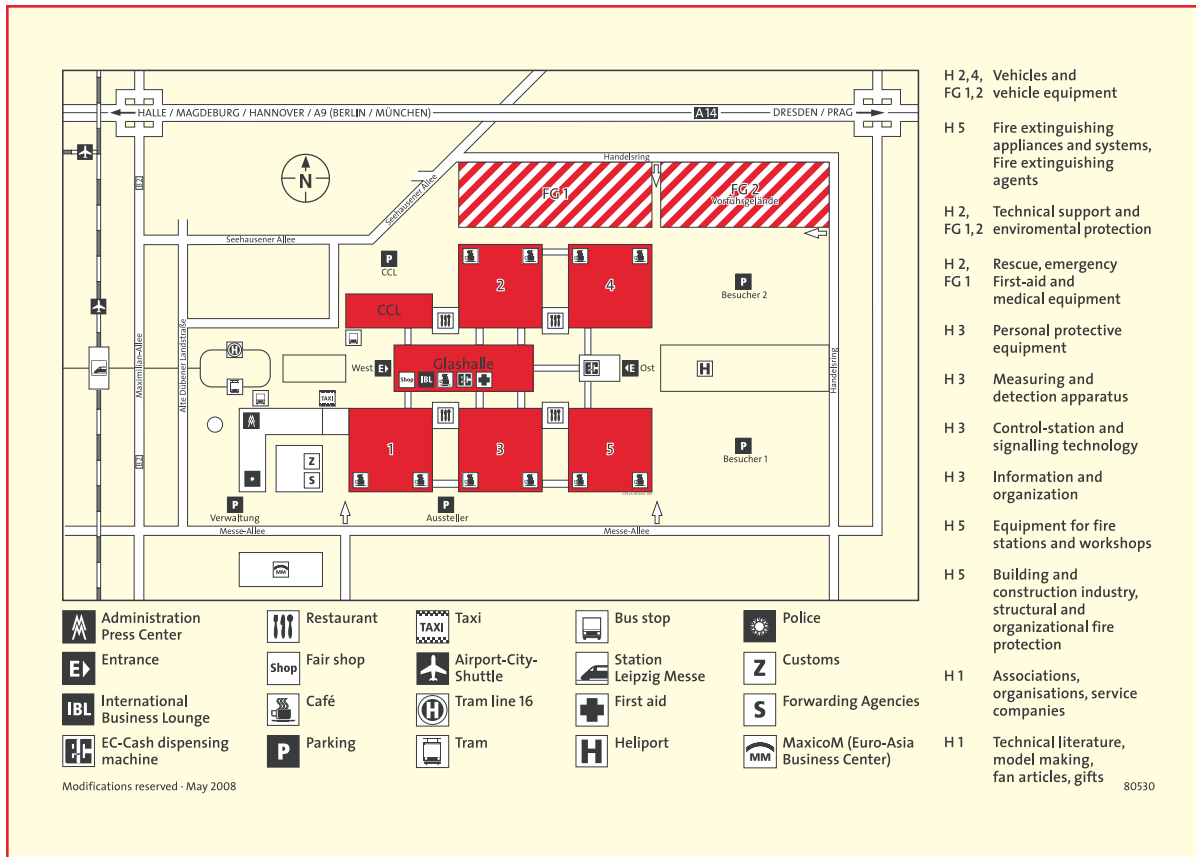 HALLE / MAGDEBURG / HANNOVER / A9 (BERLIN / MÜNCHEN)
A14
DRESDEN / PRAG
Handelsring
N
B2
Seehausener Allee
FG 1
FG 2
Vorführgelände
Seehausener Allee
P
CCL
2
4
P
Besucher 2
CCL
Maximilian-Allee
Alte Dübener Landstraße
H
West
E
Glashalle
Shop
IBL
EC
EC
E
Ost
H
Handelsring
TAXI
1
3
5
P
Besucher 1
B2
Z
S
P
Verwaltung
P
Aussteller
Messe-Allee
Messe-Allee
MM
Administration
Press Center
E
Entrance
IBL
International
Business Lounge
EC
EC-Cash dispensing
machine
Restaurant
Shop
Fair shop
Café
P
Parking
TAXI
Taxi
Airport-City-
Shuttle
H
Tram line 16
Tram
Bus stop
Station
Leipzig Messe
First aid
H
Heliport
Police
Z
Customs
S
Forwarding Agencies
MM
MaxicoM (Euro-Asia
Business Center)
Modifications reserved · May 2008
H 2,4, Vehicles and
FG 1,2 vehicle equipment
H 5 Fire extinguishing
appliances and systems,
Fire extinguishing
agents
H 2, Technical support and
FG 1,2 enviromental protection
H 2, Rescue, emergency
FG 1 First-aid and
medical equipment
H 3 Personal protective
equipment
H 3 Measuring and
detection apparatus
H 3 Control-station and
signalling technology
H 3 Information and
organization
H 5 Equipment for fire
stations and workshops
H 5 Building and
construction industry,
structural and
organizational fire
protection
H 1 Associations,
organisations, service
companies
H 1 Technical literature,
model making,
fan articles, gifts
80530